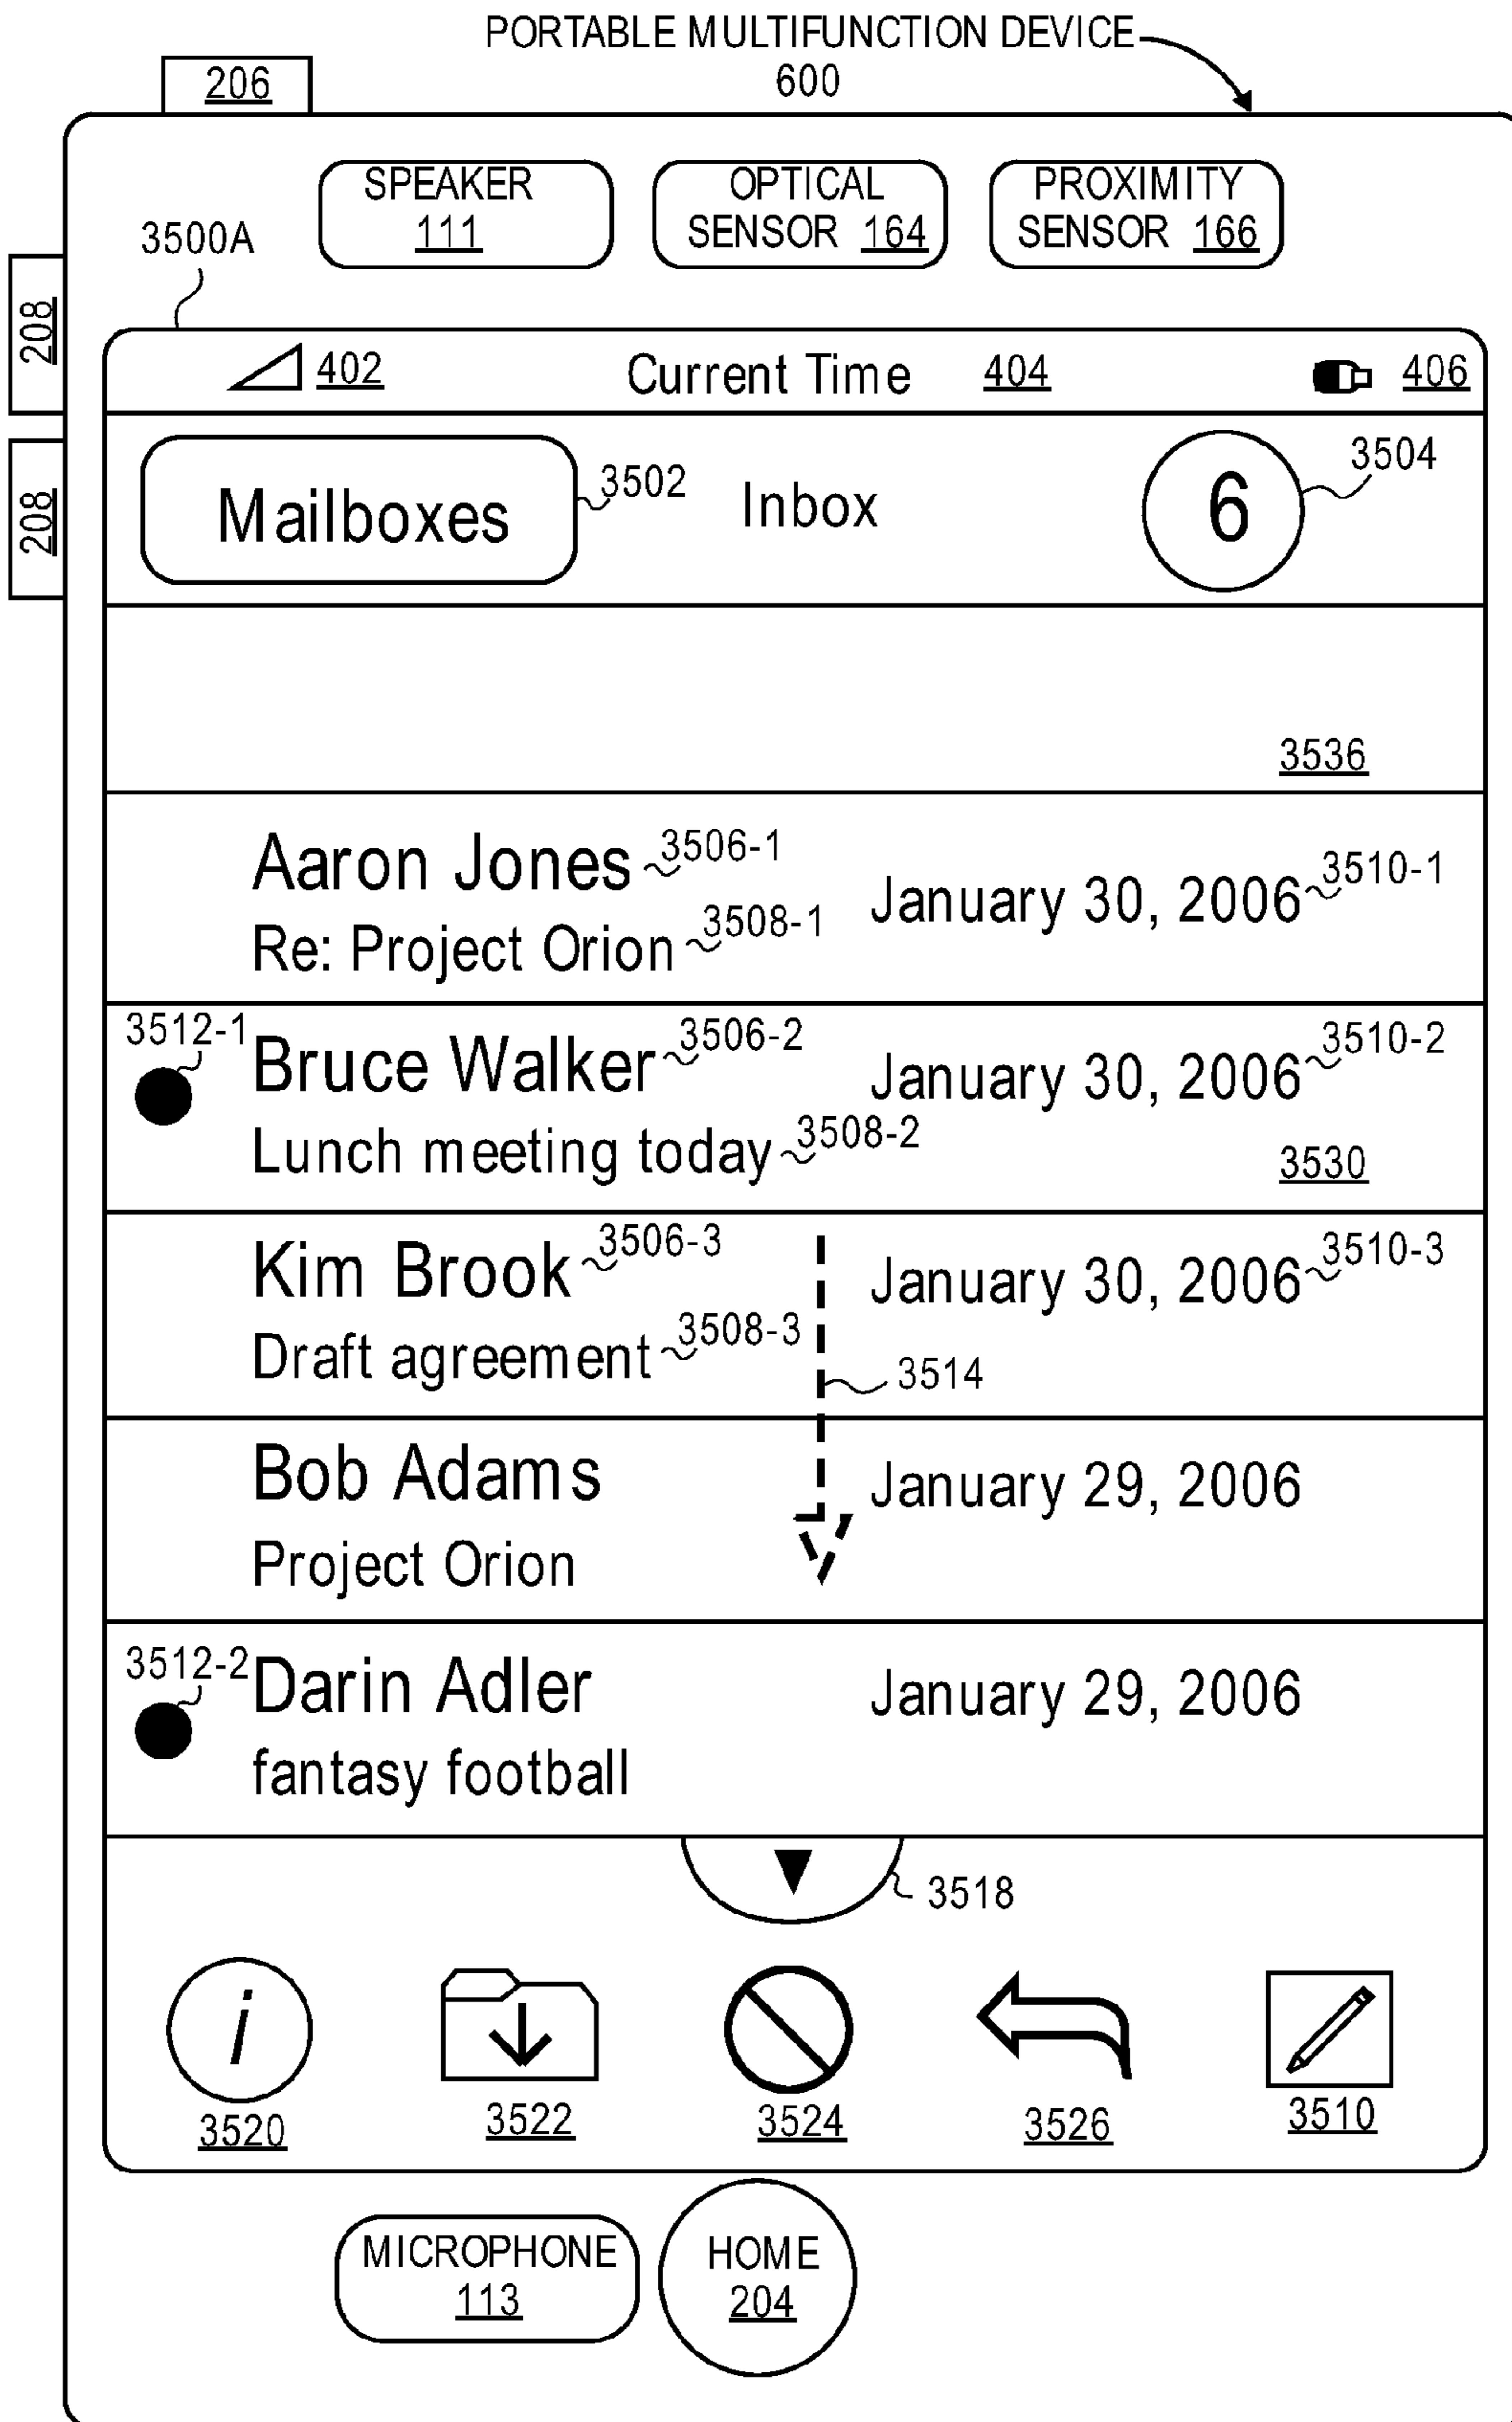 PORTABLE MULTIFUNCTION DEVICE
600
206
SPEAKER
111
OPTICAL
SENSOR 164
PROXIMITY
SENSOR 166
3500A
208
208
402
Current Time 404
406
Mailboxes
3502
Inbox
6
3504
3536
Aaron Jones 3506-1
January 30, 2006 3510-1
Re: Project Orion 3508-1
3512-1
Bruce Walker 3506-2
January 30, 2006 3510-2
Lunch meeting today 3508-2
3530
Kim Brook 3506-3
January 30, 2006 3510-3
Draft agreement 3508-3
3514
Bob Adams
January 29, 2006
Project Orion
3512-2
Darin Adler
January 29, 2006
fantasy football
3518
i
3520
3522
3524
3526
3510
MICROPHONE
113
HOME
204